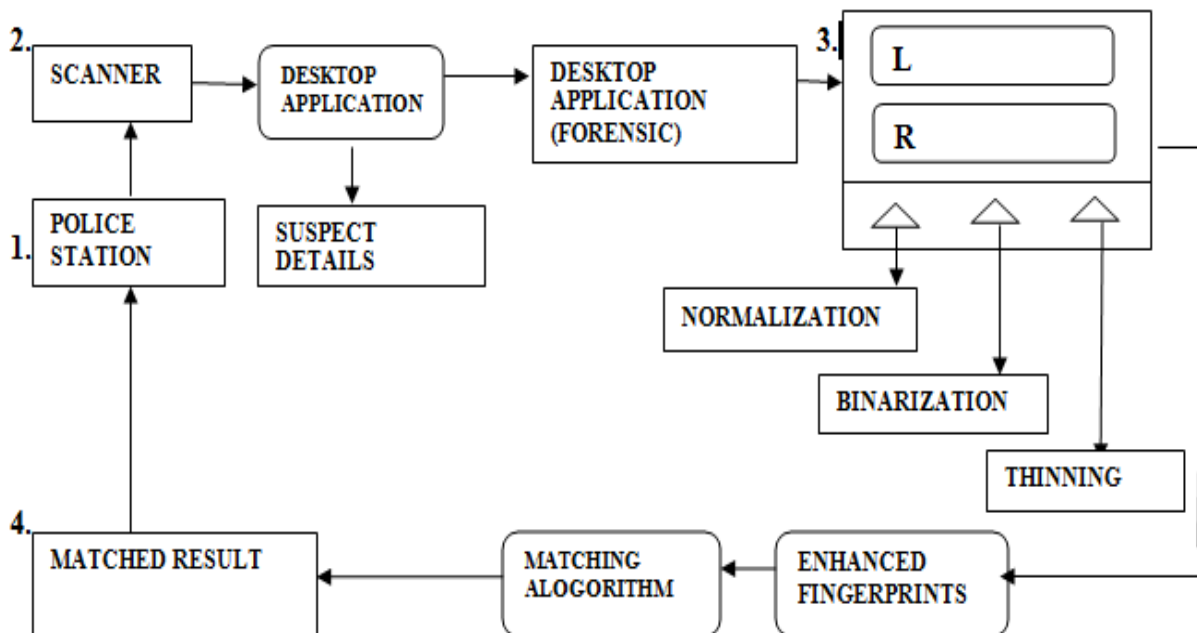 2.
SCANNER
DESKTOP
APPLICATION
DESKTOP
APPLICATION
(FORENSIC)
3.
L
R
1.
POLICE
STATION
SUSPECT
DETAILS
NORMALIZATION
BINARIZATION
THINNING
4.
MATCHED RESULT
MATCHING
ALOGORITHM
ENHANCED
FINGERPRINTS